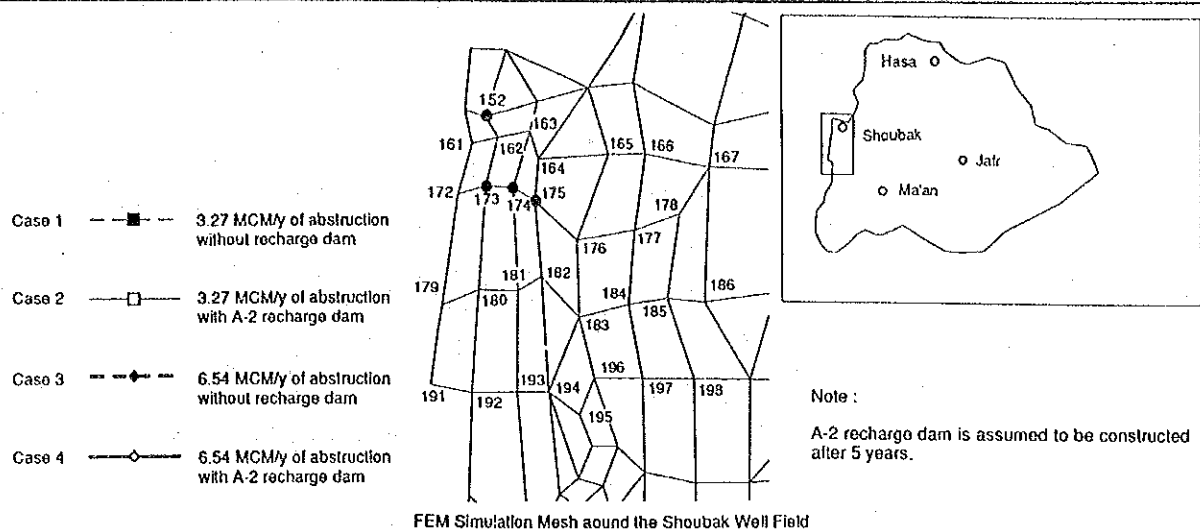 Case 1
3.27 MCM/y of abstruction
without recharge dam
Case 2
3.27 MCM/y of abstruction
with A-2 recharge dam
Case 3
6.54 MCM/y of abstruction
without recharge dam
Case 4
6.54 MCM/y of abstruction
with A-2 recharge dam
152
163
161
162
165
166
164
167
172
173
174
175
178
176
177
181
182
179
180
184
185
186
183
193
194
196
191
192
197
198
195
FEM Simulation Mesh aound the Shoubak Well Field
Hasa
Shoubak
Jafr
Ma'an
Note :
A-2 recharge dam is assumed to be constructed
after 5 years.